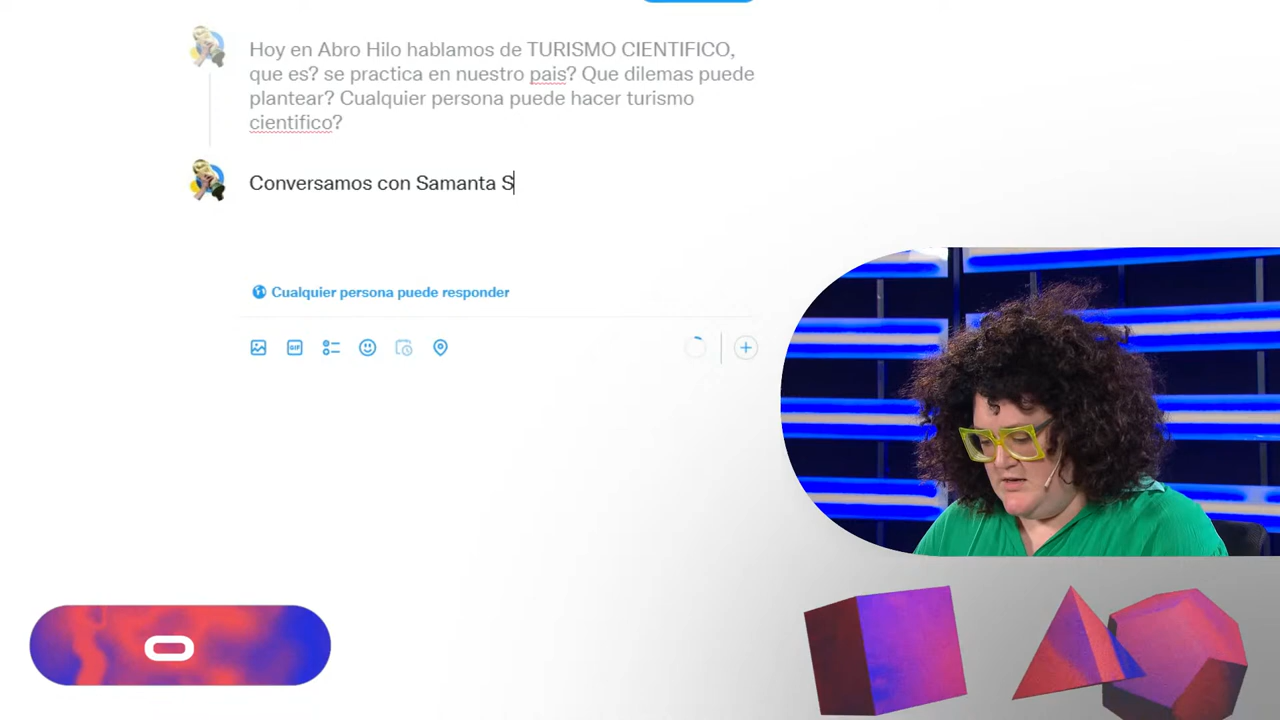 Hoy en Abro Hilo hablamos de TURISMO CIENTIFICO,
que es? se practica en nuestro pais? Que dilemas puede
plantear? Cualquier persona puede hacer turismo
cientifico?
Conversamos con Samanta S
Cualquier persona puede responder
GIF